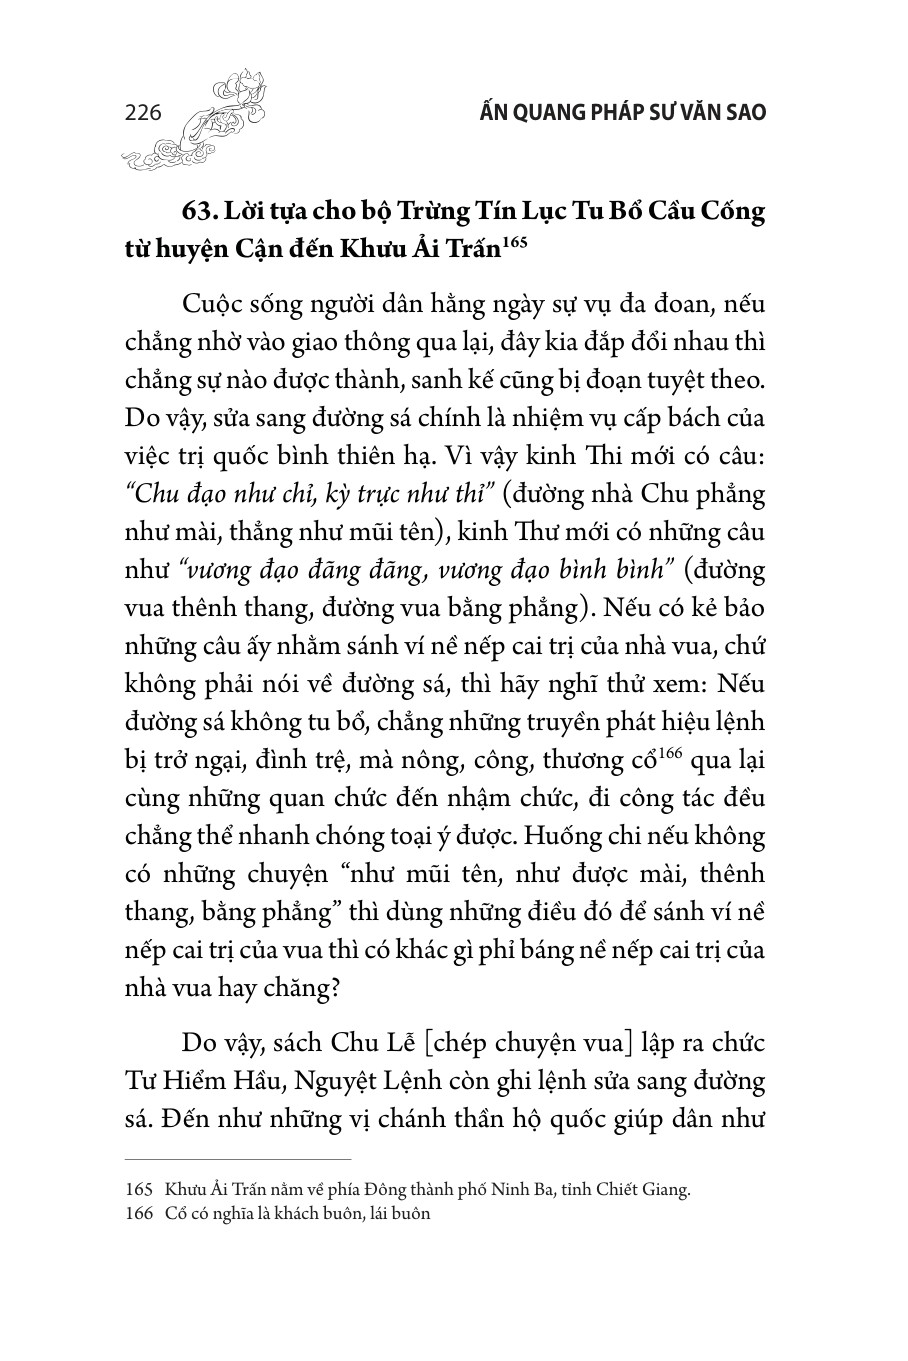 226
ẤN QUANG PHÁP SƯ VĂN SAO
63. Lời tựa cho bộ Trừng Tín Lục Tu Bổ Cầu Cống
từ huyện Cận đến Khưu Ải Trấn165
Cuộc sống người dân hằng ngày sự vụ đa đoan, nếu
chẳng nhờ vào giao thông qua lại, đây kia đắp đổi nhau thì
chẳng sự nào được thành, sanh kế cũng bị đoạn tuyệt theo.
Do vậy, sửa sang đường sá chính là nhiệm vụ cấp bách của
việc trị quốc bình thiên hạ. Vì vậy kinh Thi mới có câu:
“Chu đạo như chỉ, kỳ trực như thỉ” (đường nhà Chu phẳng
như mài, thẳng như mũi tên), kinh Thư mới có những câu
như “vương đạo đãng đãng, vương đạo bình bình” (đường
vua thênh thang, đường vua bằng phẳng). Nếu có kẻ bảo
những câu ấy nhằm sánh ví nề nếp cai trị của nhà vua, chứ
không phải nói về đường sá, thì hãy nghĩ thử xem: Nếu
đường sá không tu bổ, chẳng những truyền phát hiệu lệnh
bị trở ngại, đình trệ, mà nông, công, thương cổ166 qua lại
cùng những quan chức đến nhậm chức, đi công tác đều
chẳng thể nhanh chóng toại ý được. Huống chi nếu không
có những chuyện “như mũi tên, như được mài, thênh
thang, bằng phẳng” thì dùng những điều đó để sánh ví nề
nếp cai trị của vua thì có khác gì phỉ báng nề nếp cai trị của
nhà vua hay chăng?
Do vậy, sách Chu Lễ [chép chuyện vua] lập ra chức
Tư Hiểm Hầu, Nguyệt Lệnh còn ghi lệnh sửa sang đường
sá. Đến như những vị chánh thần hộ quốc giúp dân như
165 Khưu Ải Trấn nằm về phía Đông thành phố Ninh Ba, tỉnh Chiết Giang.
166 Cổ có nghĩa là khách buôn, lái buôn